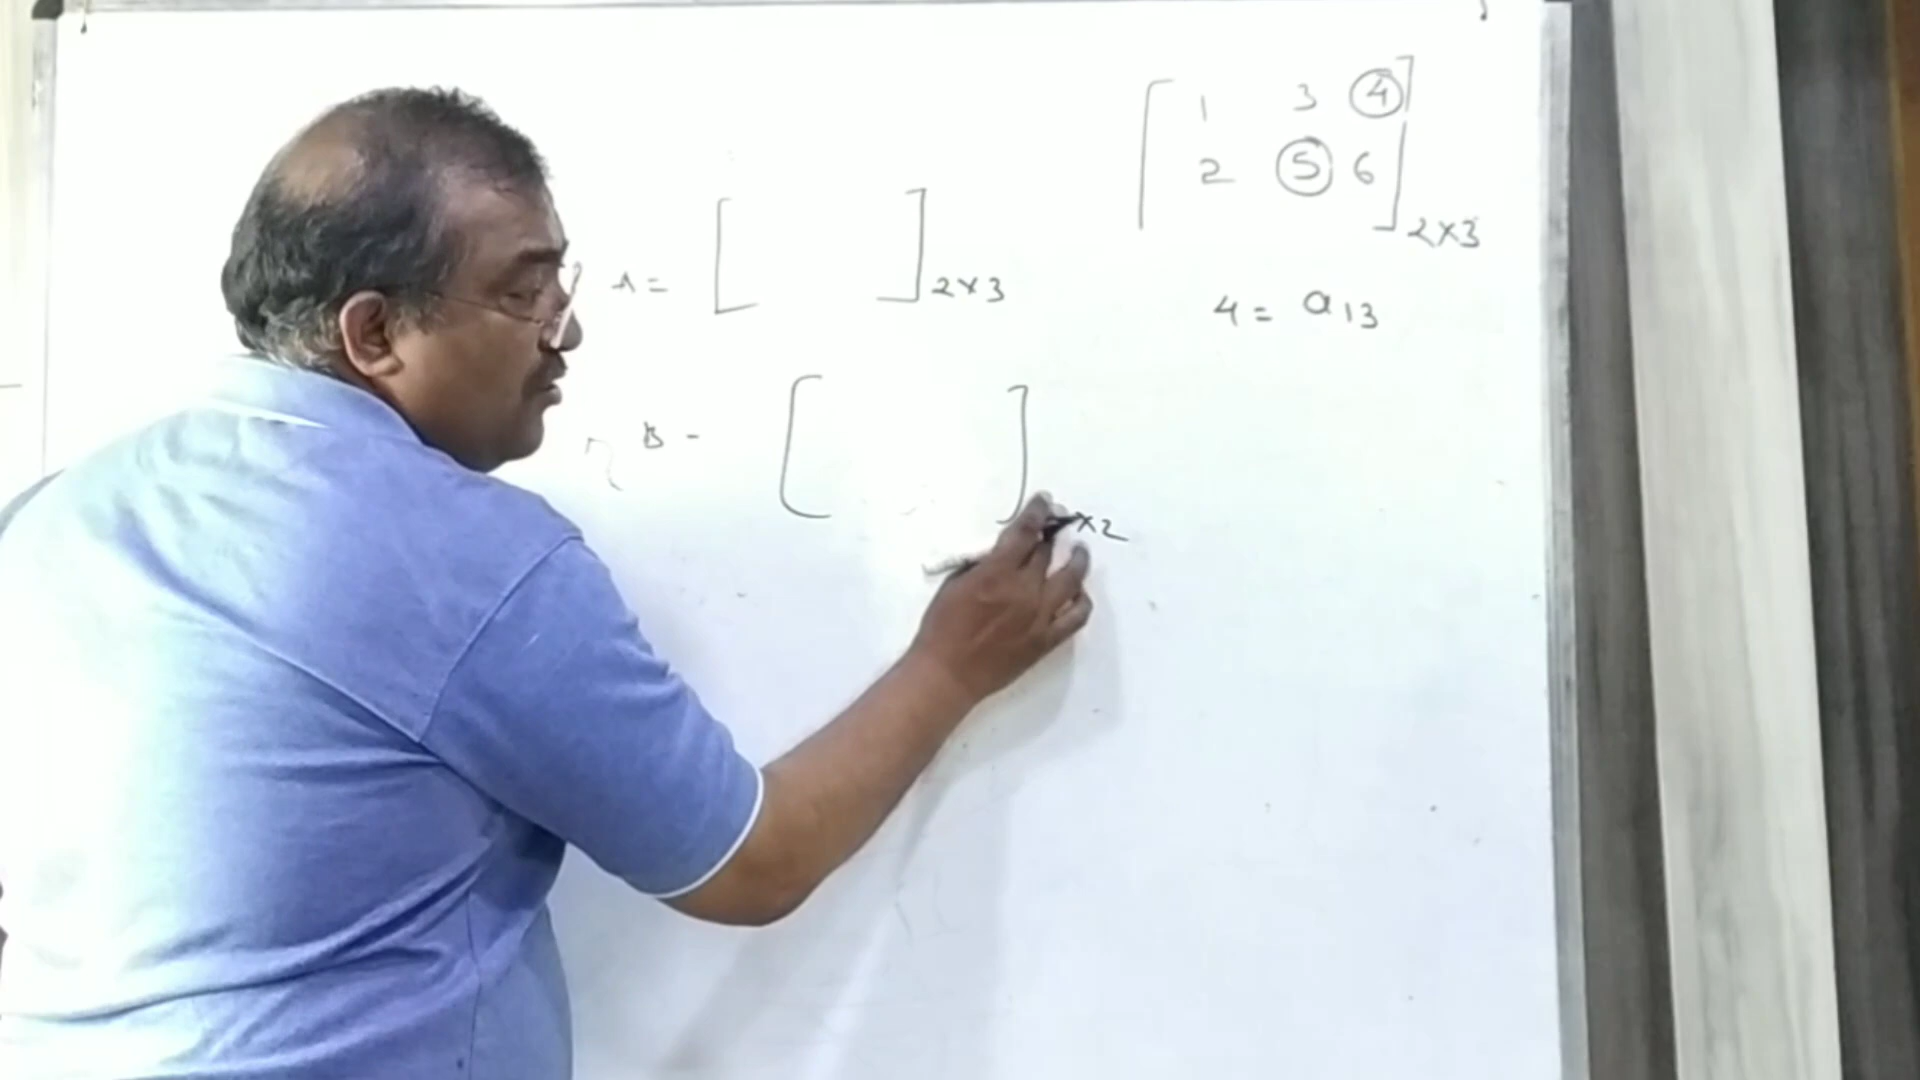 1 3 4
2 5 6
2×3
4 = a13
A = [ ] 2×3
B - [ ] ×2